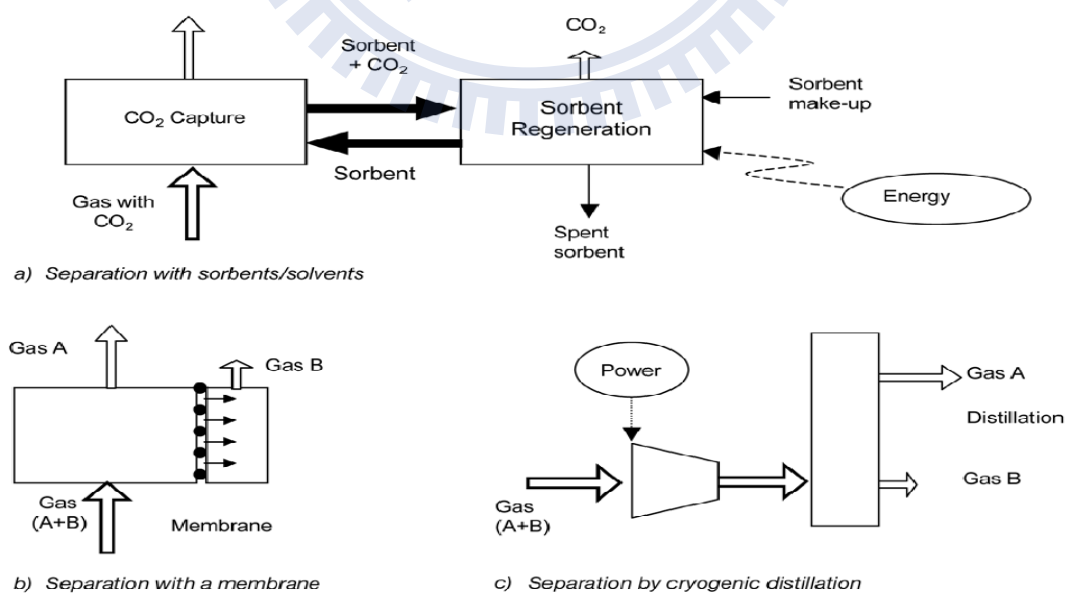 CO₂
Sorbent
+ CO₂
CO₂ Capture
Sorbent
Regeneration
Sorbent
make-up
Sorbent
Gas with
CO₂
Energy
Spent
sorbent
a) Separation with sorbents/solvents
Gas A
Gas B
Gas
(A+B)
Membrane
b) Separation with a membrane
Power
Gas A
Distillation
Gas B
Gas
(A+B)
c) Separation by cryogenic distillation